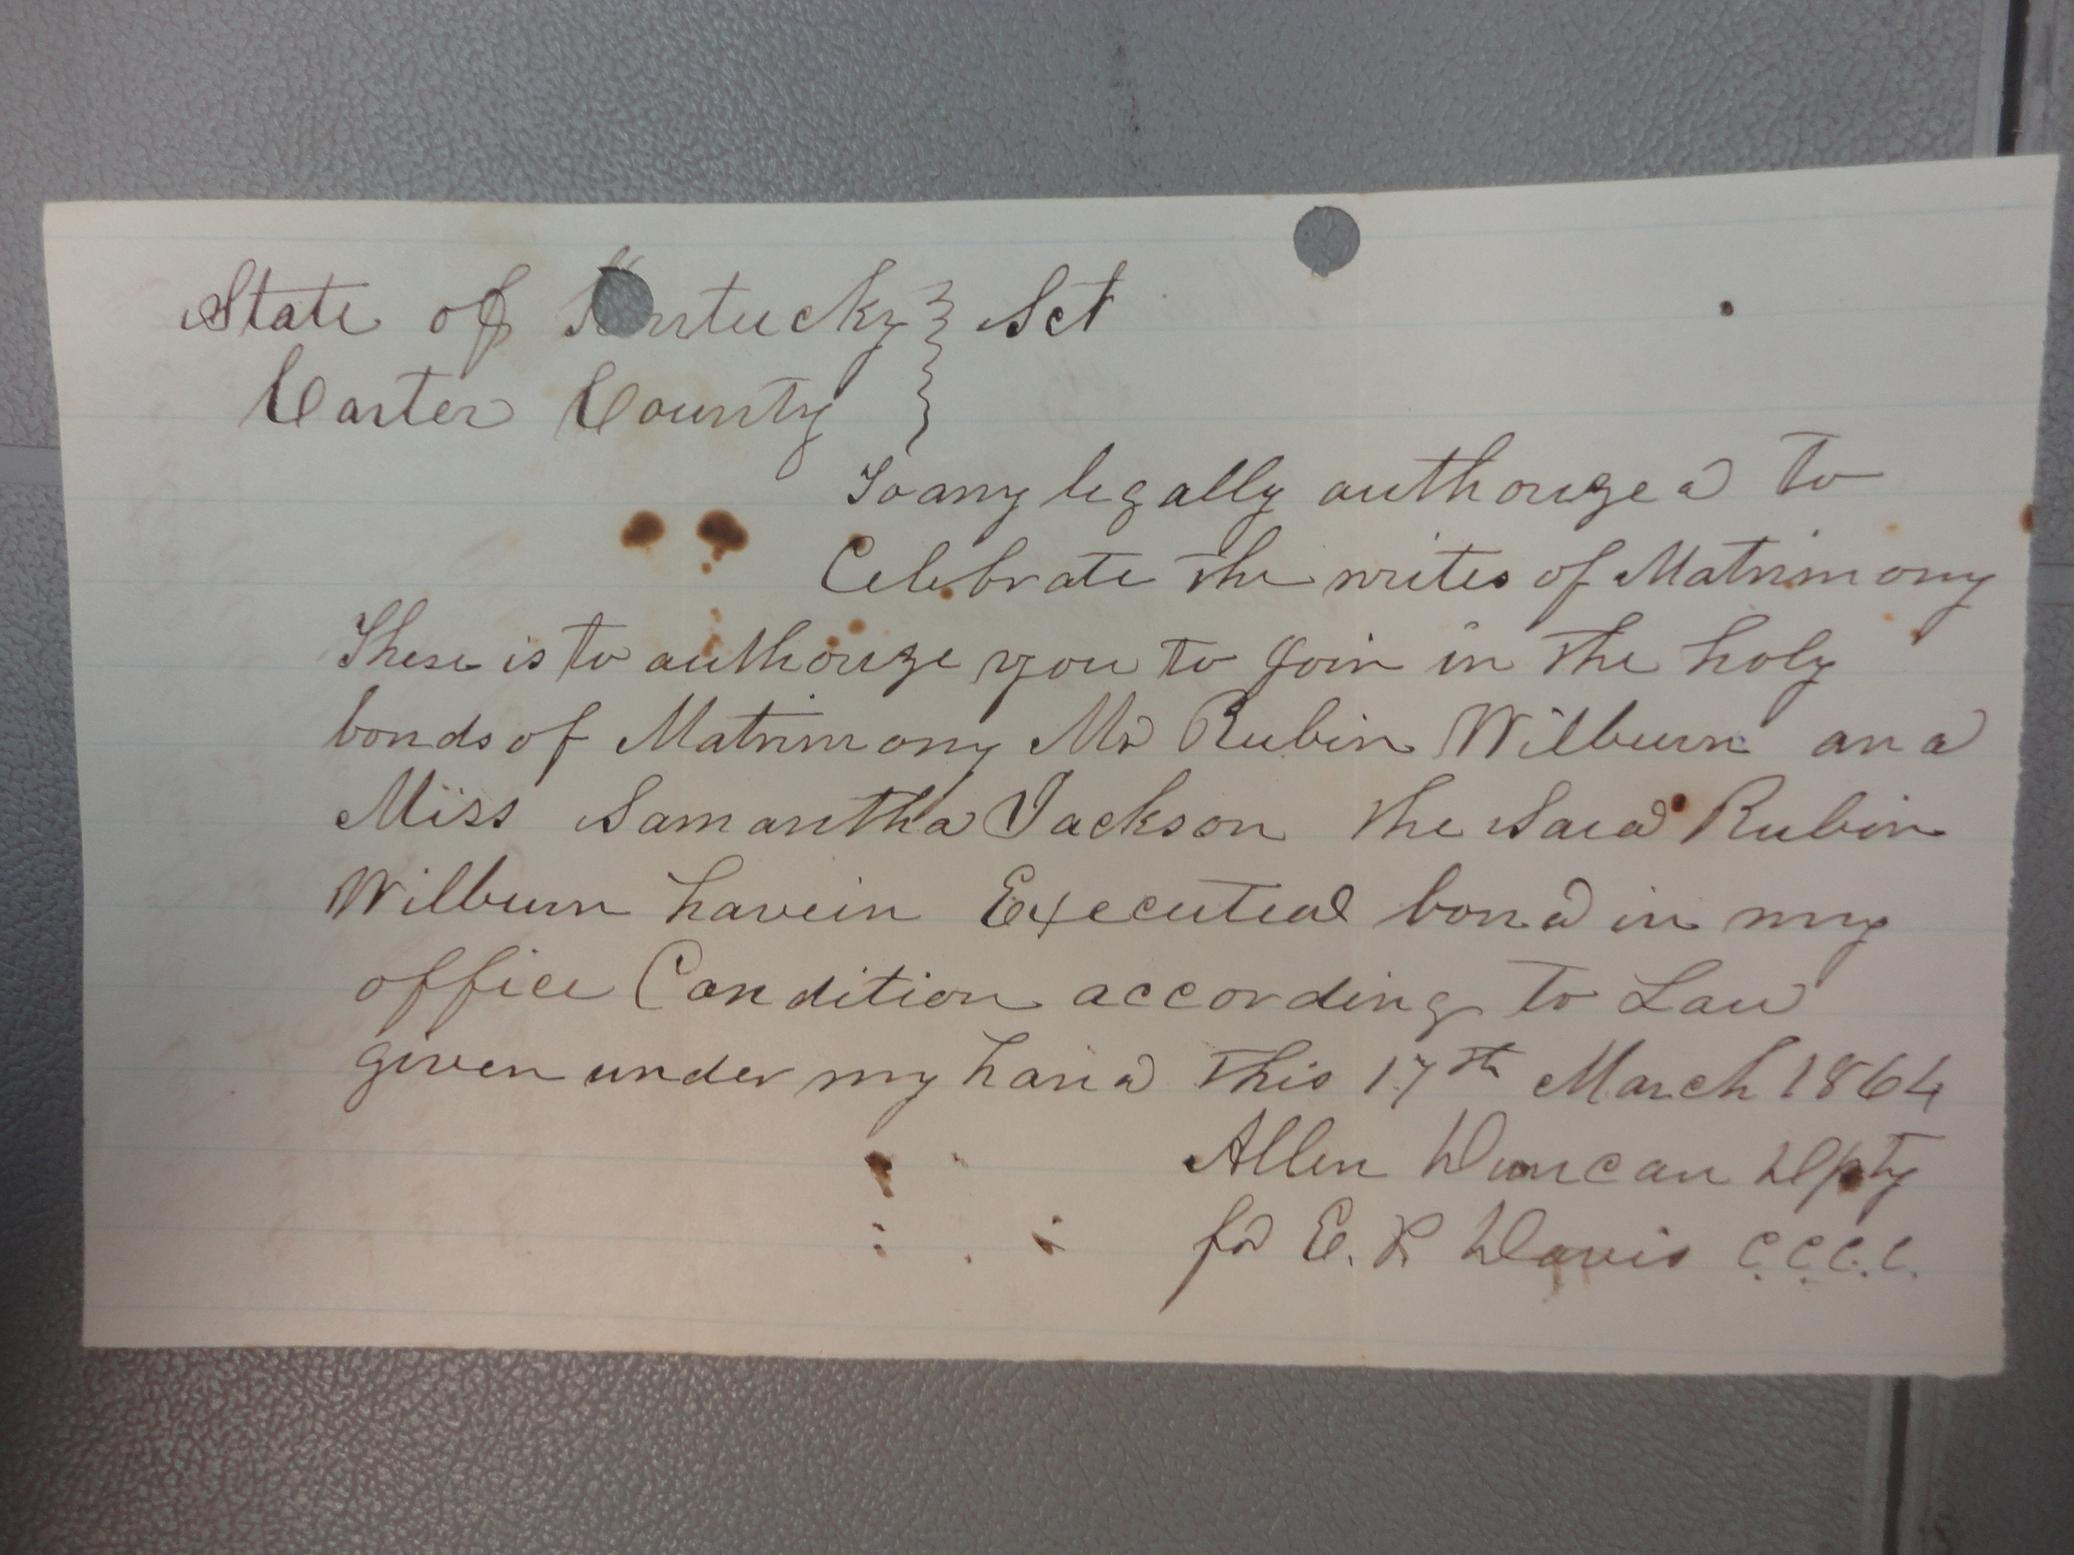 State of Kentucky } Sct
Carter County }
To any legally authorized to
Celebrate the writes of Matrimony
These is to authorize you to join in the holy
bonds of Matrimony Mr Rubin Wilburn and
Miss Samantha Jackson the Said Rubin
Wilburn havein Executed bond in my
office Condition according to Law
given under my hand this 17th March 1864
Allen Duncan Dpty
for E. R Davis C.C.C.C.